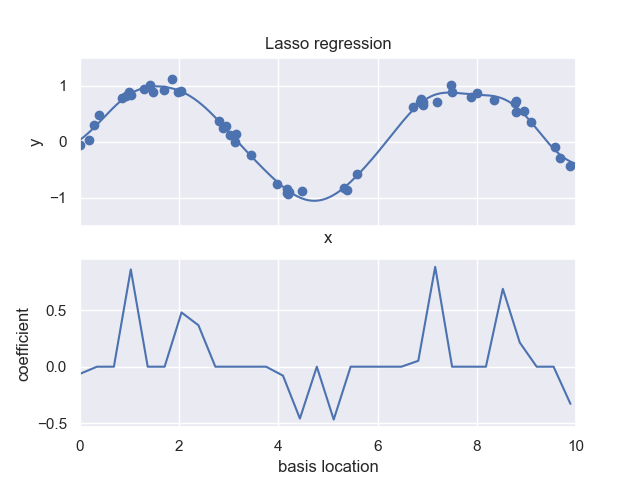 Lasso regression
1
0
−1
y
x
0.5
0.0
−0.5
coefficient
0 2 4 6 8 10
basis location